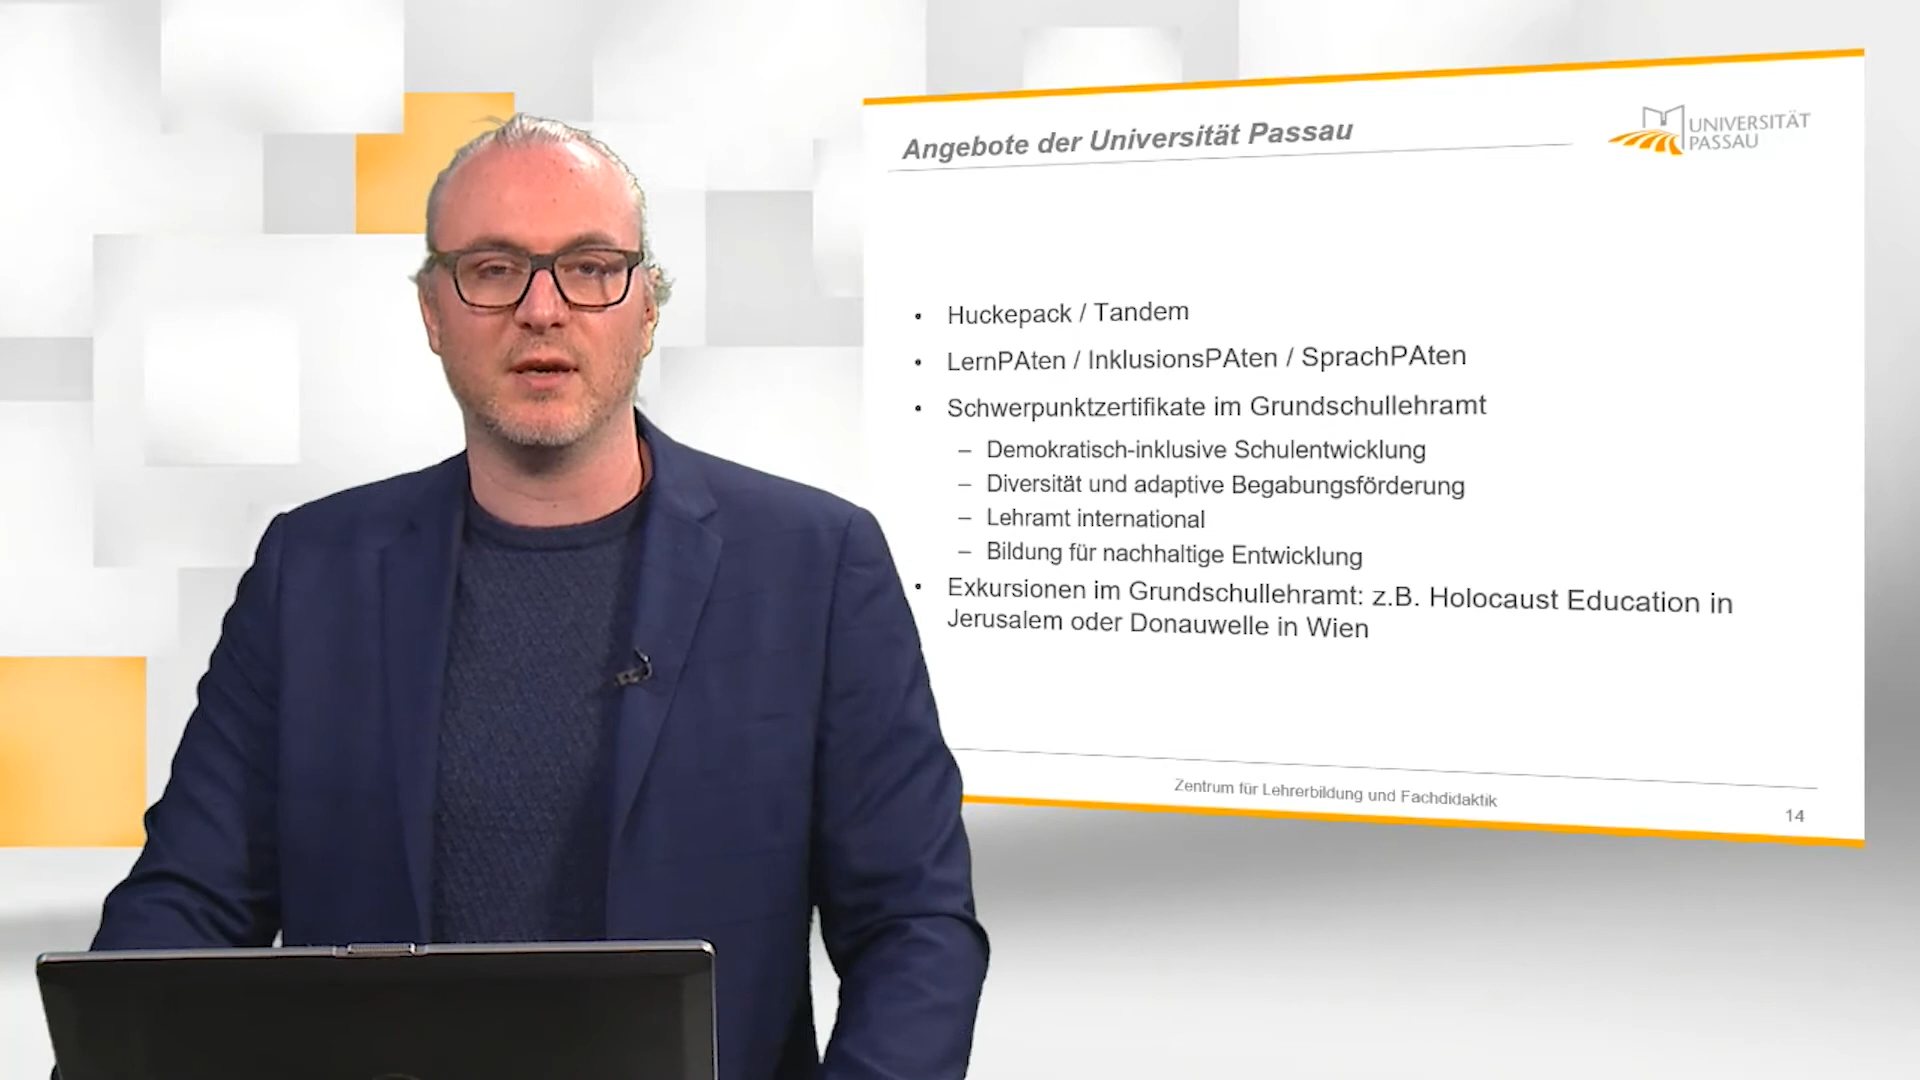 Angebote der Universität Passau
UNIVERSITÄT
PASSAU
• Huckepack / Tandem
• LernPAten / InklusionsPAten / SprachPAten
• Schwerpunktzertifikate im Grundschullehramt
– Demokratisch-inklusive Schulentwicklung
– Diversität und adaptive Begabungsförderung
– Lehramt international
– Bildung für nachhaltige Entwicklung
• Exkursionen im Grundschullehramt: z.B. Holocaust Education in
Jerusalem oder Donauwelle in Wien
Zentrum für Lehrerbildung und Fachdidaktik
14